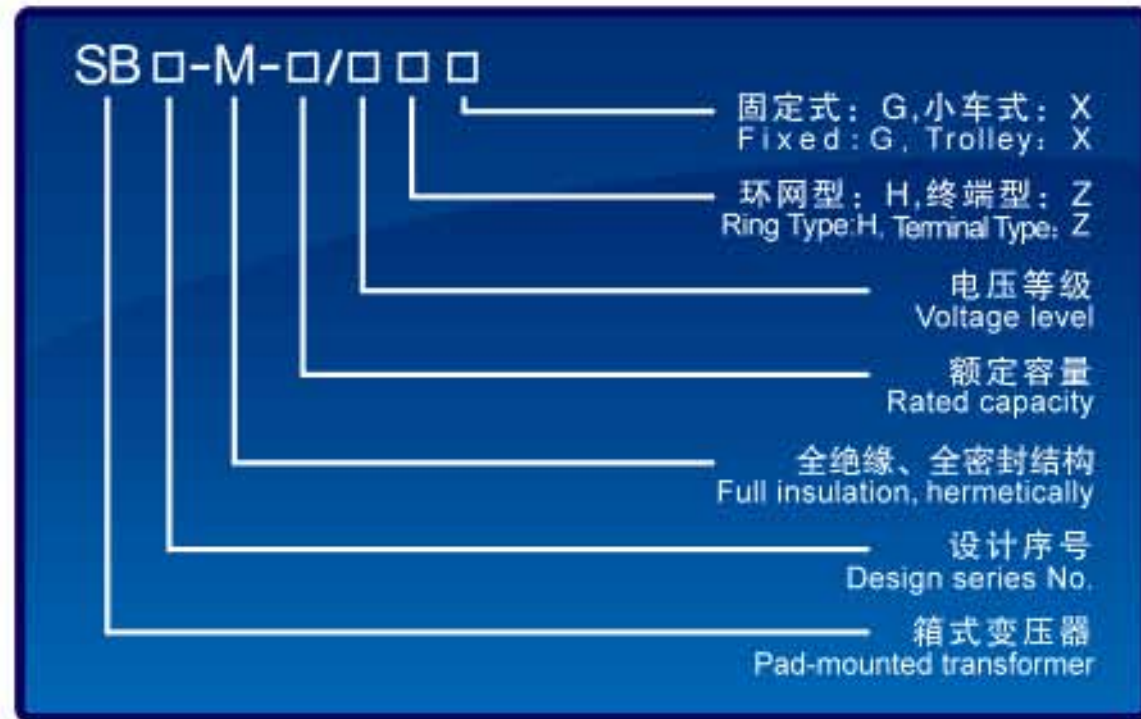 SB□-M-□/□□□
固定式：G,小车式：X
Fixed:G, Trolley：X
环网型：H,终端型：Z
Ring Type:H, Terminal Type：Z
电压等级
Voltage level
额定容量
Rated capacity
全绝缘、全密封结构
Full insulation, hermetically
设计序号
Design series No.
箱式变压器
Pad-mounted transformer